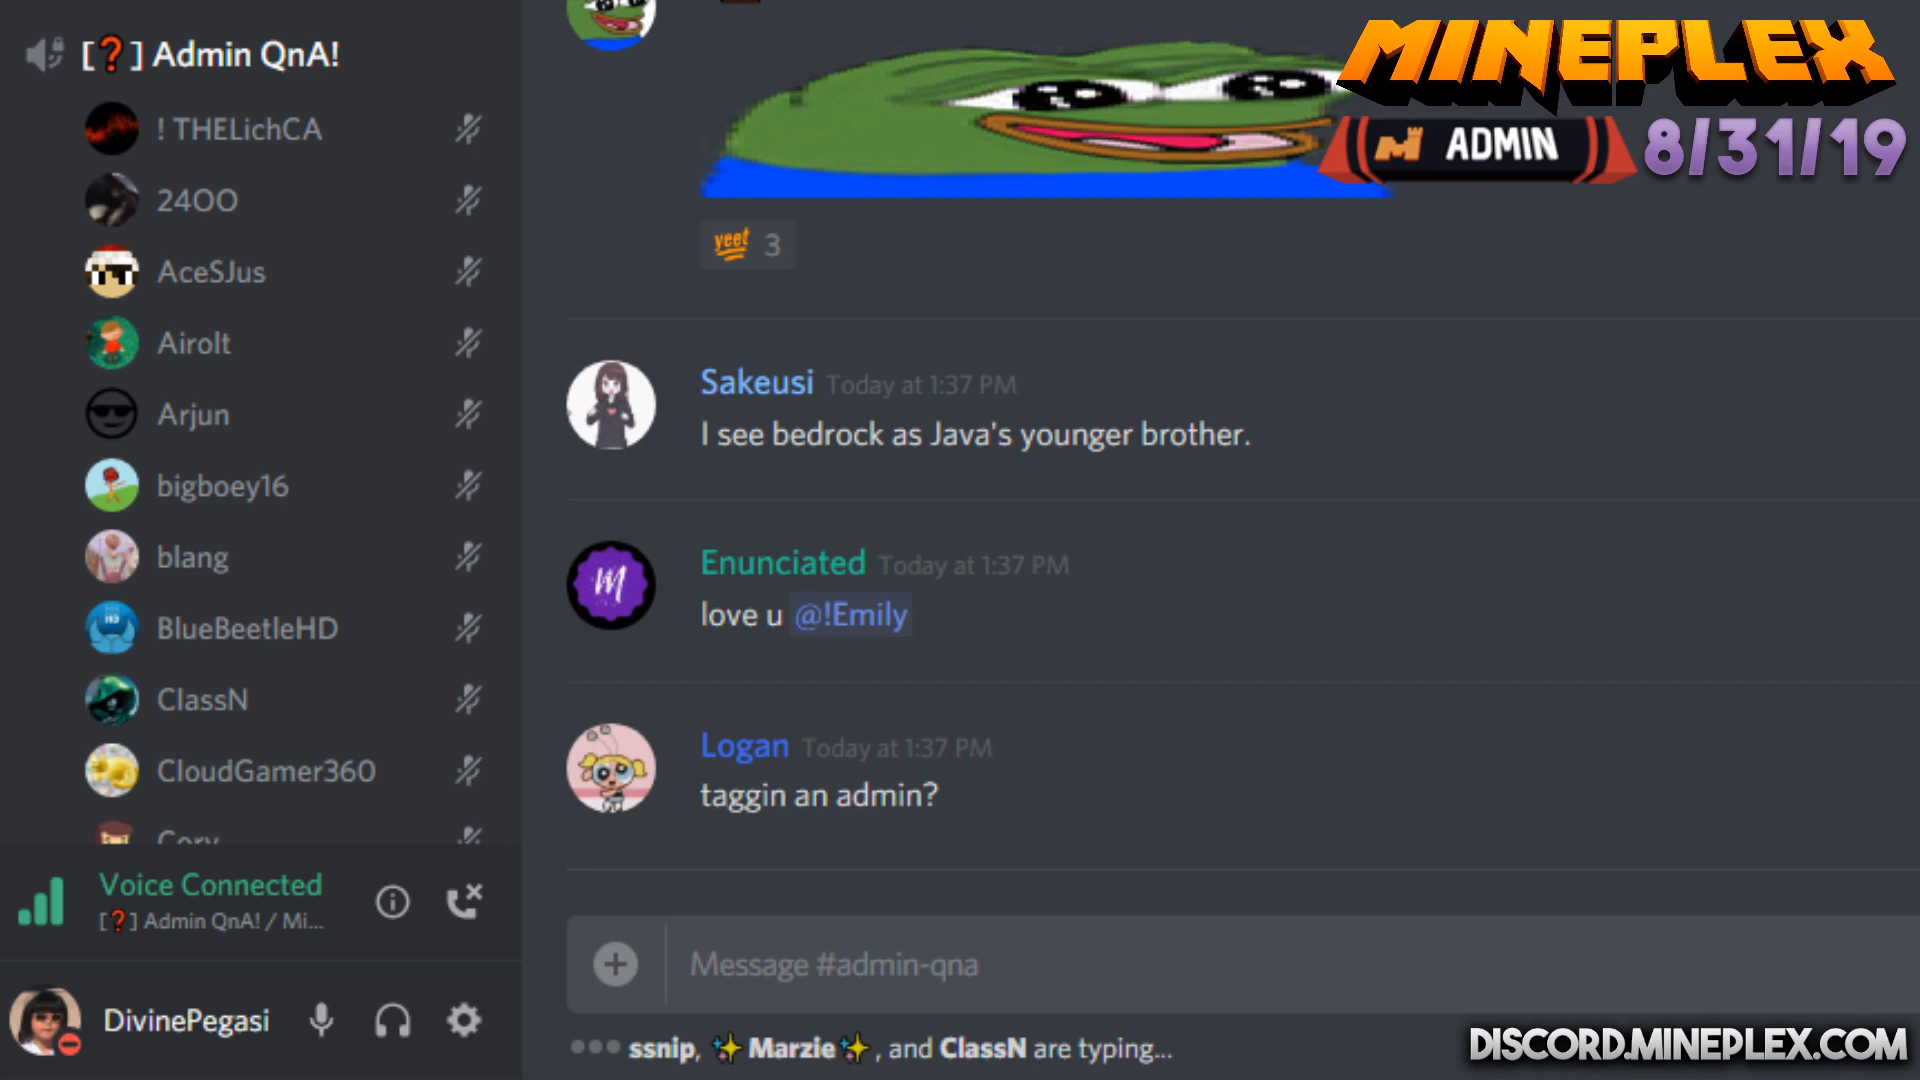 [❓] Admin QnA!
! THELichCA
24OO
AceSJus
Airolt
Arjun
bigboey16
blang
HD
BlueBeetleHD
ClassN
CloudGamer360
Cory
Voice Connected
[❓] Admin QnA! / Mi...
DivinePegasi
yeet 3
Sakeusi Today at 1:37 PM
I see bedrock as Java's younger brother.
M
Enunciated Today at 1:37 PM
love u @!Emily
Logan Today at 1:37 PM
taggin an admin?
Message #admin-qna
ssnip, ✨Marzie✨, and ClassN are typing...
MINEPLEX
ADMIN 8/31/19
DISCORD.MINEPLEX.COM